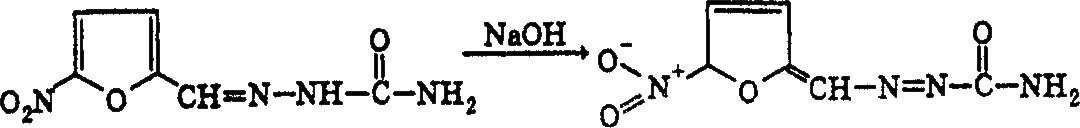 O₂N O CH=N—NH—C—NH₂ O NaOH O⁻ N⁺ O O CH—N=N—C—NH₂ O